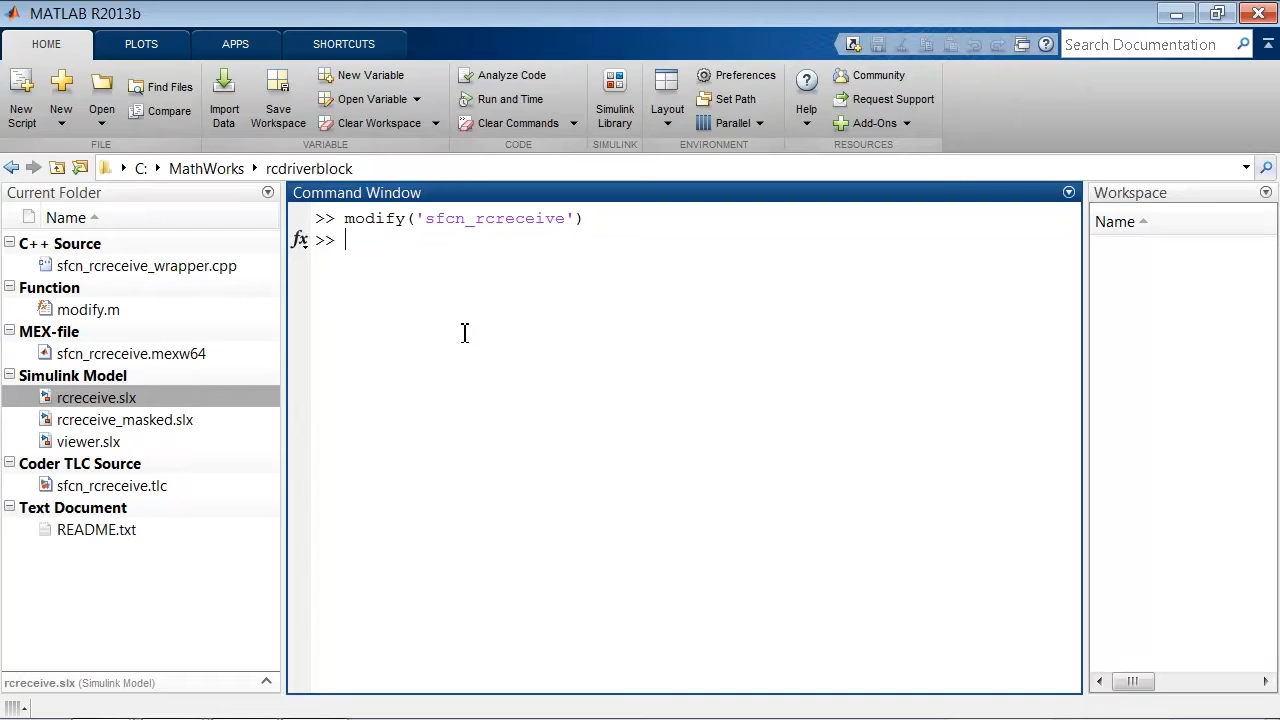 MATLAB R2013b
HOME
PLOTS
APPS
SHORTCUTS
Search Documentation
New Script
New
Open
Find Files
Compare
Import Data
Save Workspace
New Variable
Open Variable
Clear Workspace
Analyze Code
Run and Time
Clear Commands
Simulink Library
Layout
Preferences
Set Path
Parallel
Help
Community
Request Support
Add-Ons
FILE
VARIABLE
CODE
SIMULINK
ENVIRONMENT
RESOURCES
C: MathWorks rcdriverblock
Current Folder
Name
C++ Source
sfcn_rcreceive_wrapper.cpp
Function
modify.m
MEX-file
sfcn_rcreceive.mexw64
Simulink Model
rcreceive.slx
rcreceive_masked.slx
viewer.slx
Coder TLC Source
sfcn_rcreceive.tlc
Text Document
README.txt
rcreceive.slx (Simulink Model)
Command Window
>> modify('sfcn_rcreceive')
fx >>
Workspace
Name